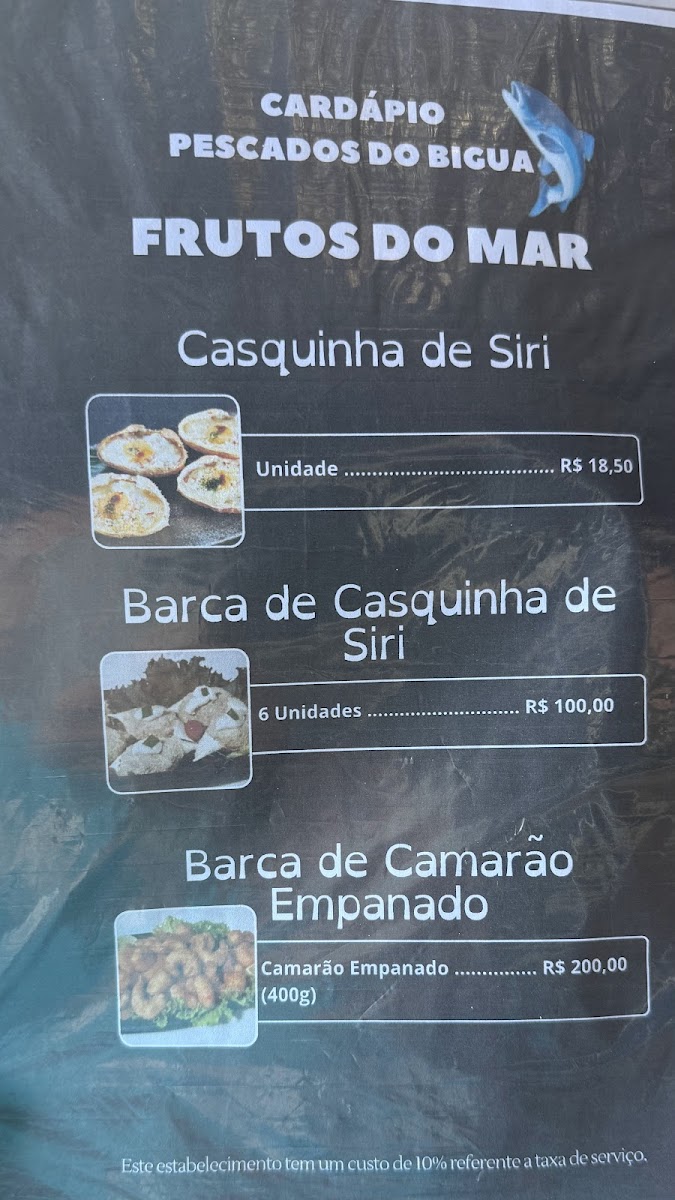 CARDÁPIO
PESCADOS DO BIGUA
FRUTOS DO MAR
Casquinha de Siri
Unidade ..................................... R$ 18,50
Barca de Casquinha de
Siri
6 Unidades ............................ R$ 100,00
Barca de Camarão
Empanado
Camarão Empanado ............... R$ 200,00
(400g)
Este estabelecimento tem um custo de 10% referente a taxa de serviço.